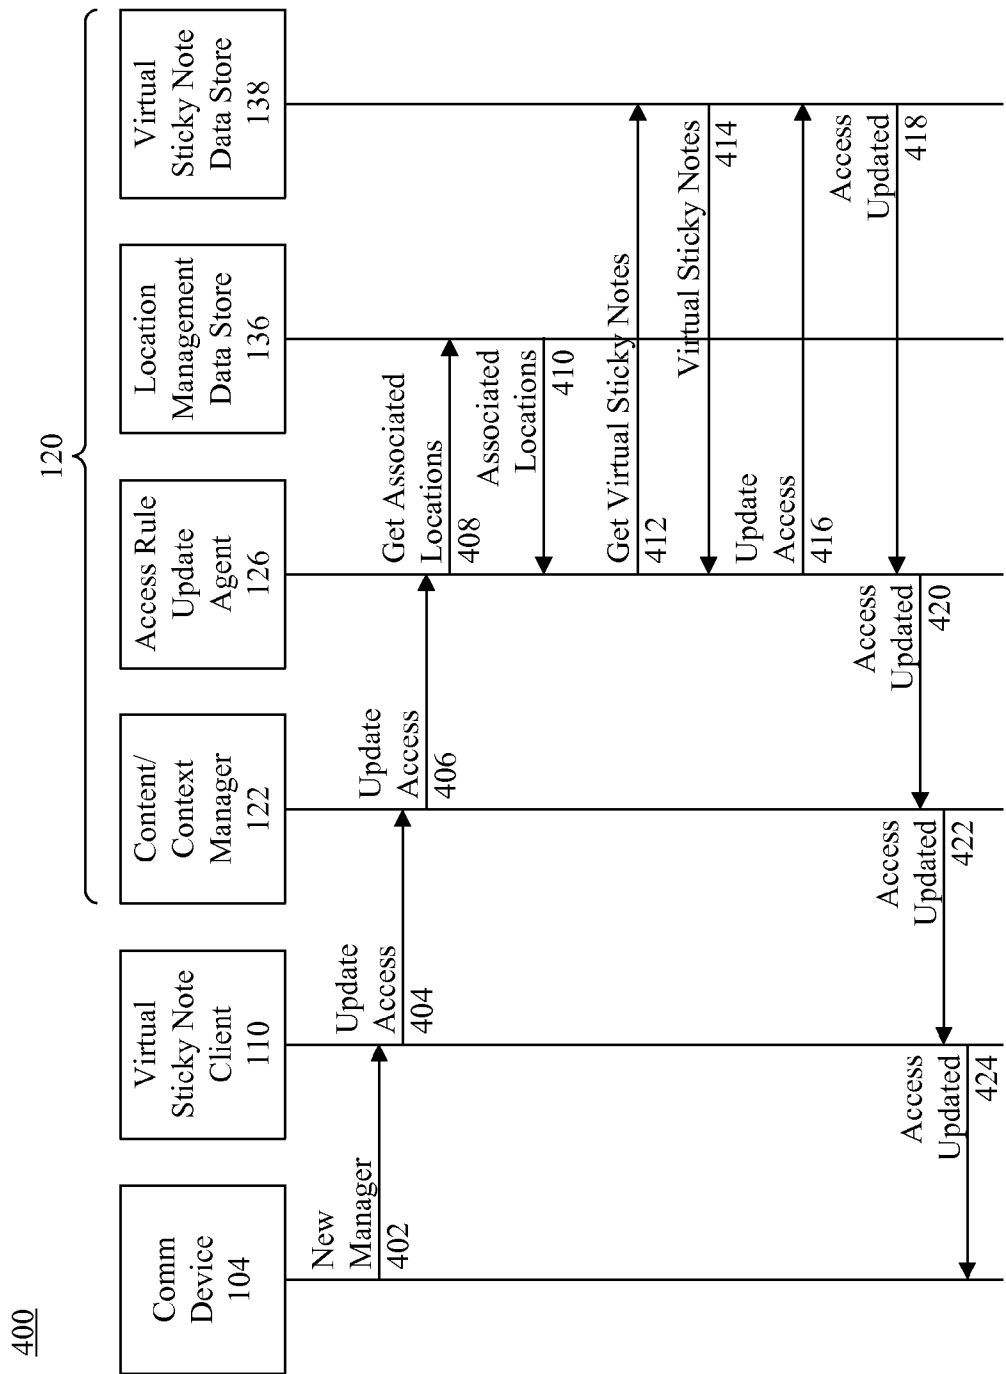 400
120
Comm
Device
104
Virtual
Sticky Note
Client
110
Content/
Context
Manager
122
Access Rule
Update
Agent
126
Location
Management
Data Store
136
Virtual
Sticky Note
Data Store
138
New
Manager
402
Update
Access
404
Update
Access
406
Get Associated
Locations
408
Associated
Locations
410
Get Virtual Sticky Notes
412
Virtual Sticky Notes
414
Update
Access
416
Access
Updated
418
Access
Updated
420
Access
Updated
422
Access
Updated
424